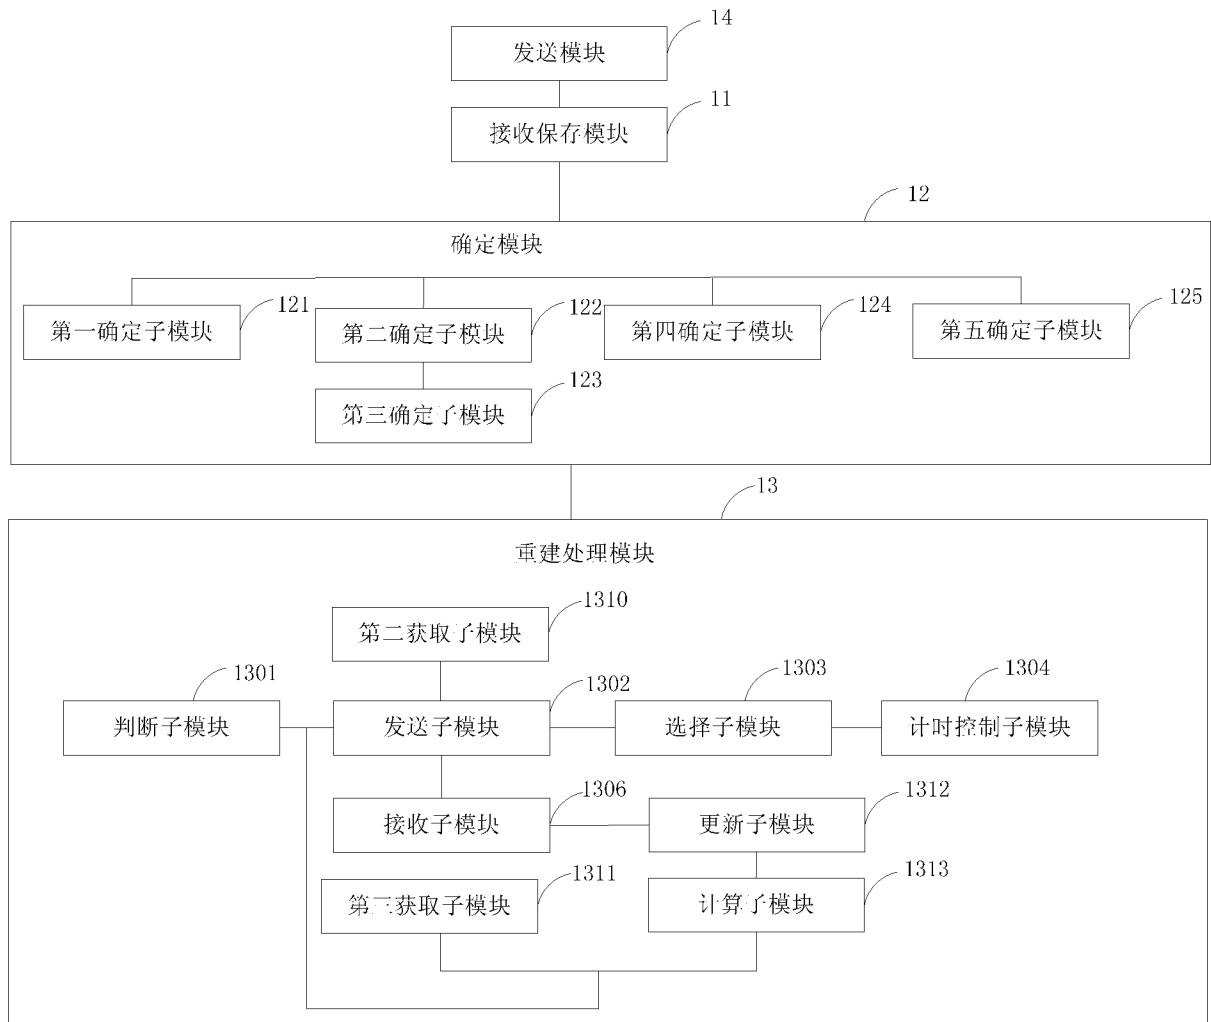 14
发送模块
11
接收保存模块
12
确定模块
121
第一确定子模块
122
第二确定子模块
124
第四确定子模块
125
第五确定子模块
123
第三确定子模块
13
重建处理模块
1310
第二获取子模块
1301
判断子模块
1302
发送子模块
1303
选择子模块
1304
计时控制子模块
1306
接收子模块
1312
更新子模块
1311
第三获取子模块
1313
计算子模块